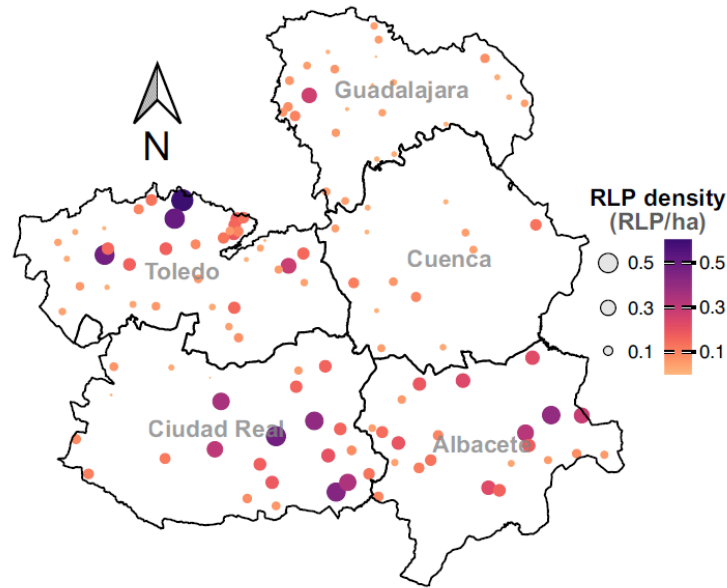 Guadalajara
N
RLP density
(RLP/ha)
0.5 0.5
0.3 0.3
0.1 0.1
Toledo
Cuenca
Ciudad Real
Albacete